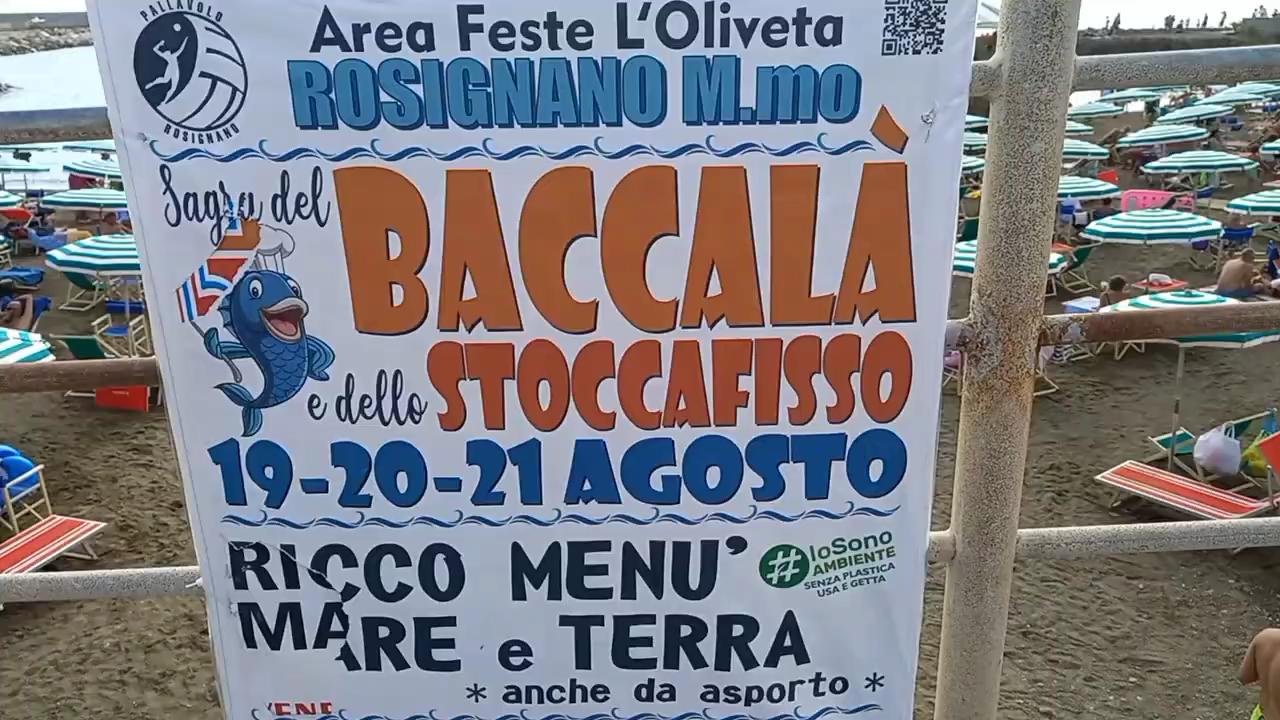 PALLAVOLO
ROSIGNANO
Area Feste L'Oliveta
ROSIGNANO M.mo
Sagra del
BACCALÀ
e dello STOCCAFISSO
19-20-21 AGOSTO
RICCO MENU'
MARE e TERRA
# IoSono
AMBIENTE
SENZA PLASTICA
USA E GETTA
* anche da asporto *